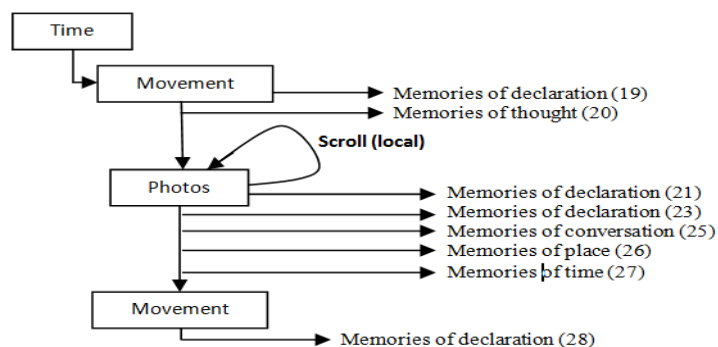 Time
Movement
Memories of declaration (19)
Memories of thought (20)
Scroll (local)
Photos
Memories of declaration (21)
Memories of declaration (23)
Memories of conversation (25)
Memories of place (26)
Memories of time (27)
Movement
Memories of declaration (28)